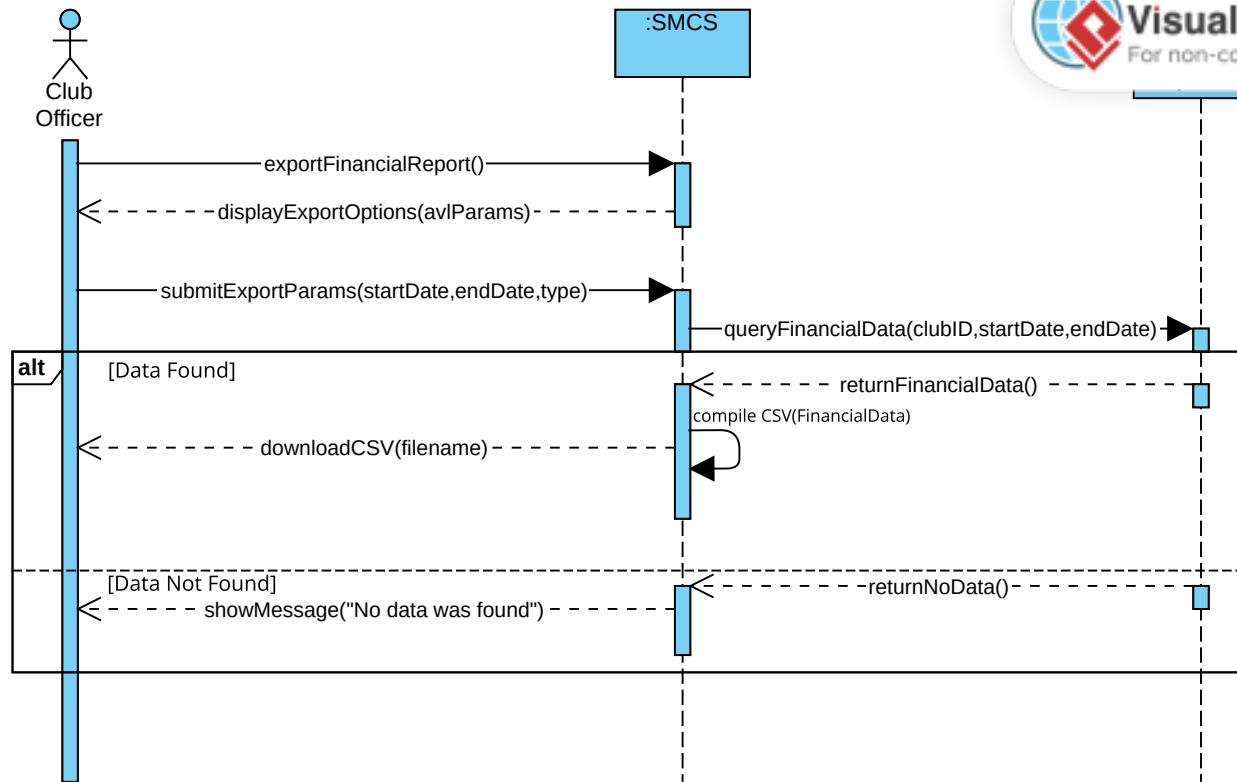 :SMCS
Visual
For non-co
Club
Officer
exportFinancialReport()
displayExportOptions(avlParams)
submitExportParams(startDate,endDate,type)
queryFinancialData(clubID,startDate,endDate)
alt
[Data Found]
returnFinancialData()
compile CSV(FinancialData)
downloadCSV(filename)
[Data Not Found]
returnNoData()
showMessage("No data was found")